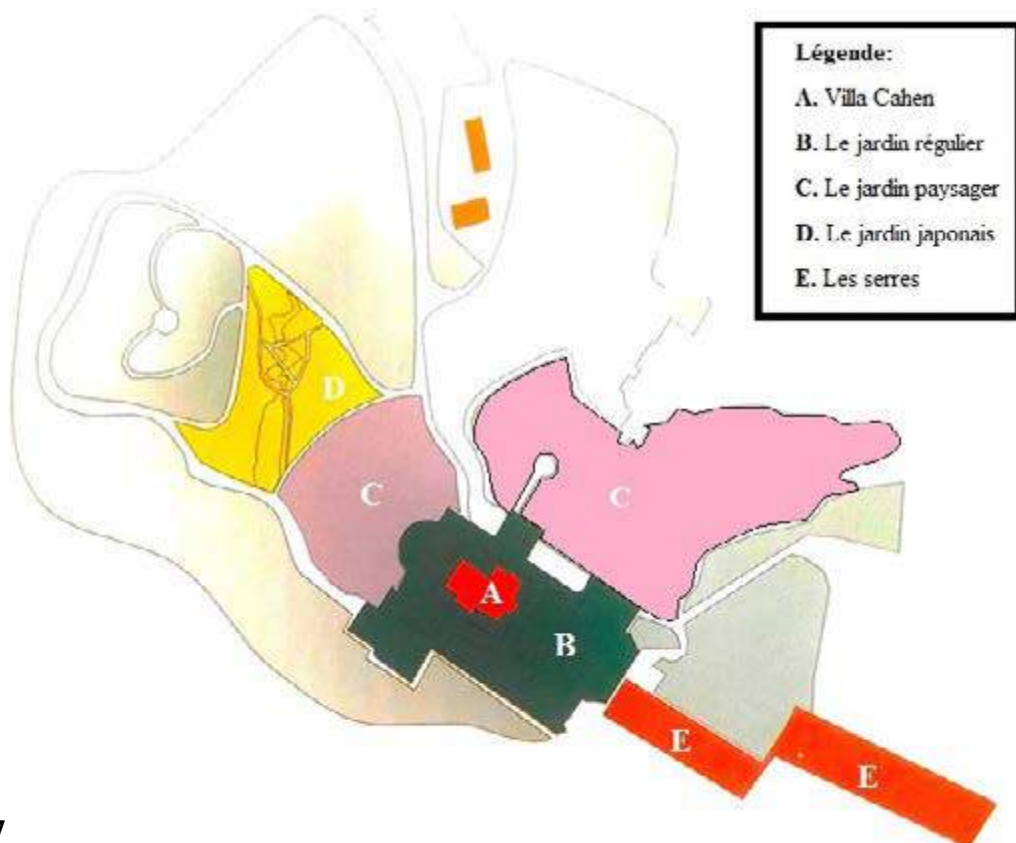 Légende:
A. Villa Cahen
B. Le jardin régulier
C. Le jardin paysager
D. Le jardin japonais
E. Les serres
D
C
C
A
B
E
E